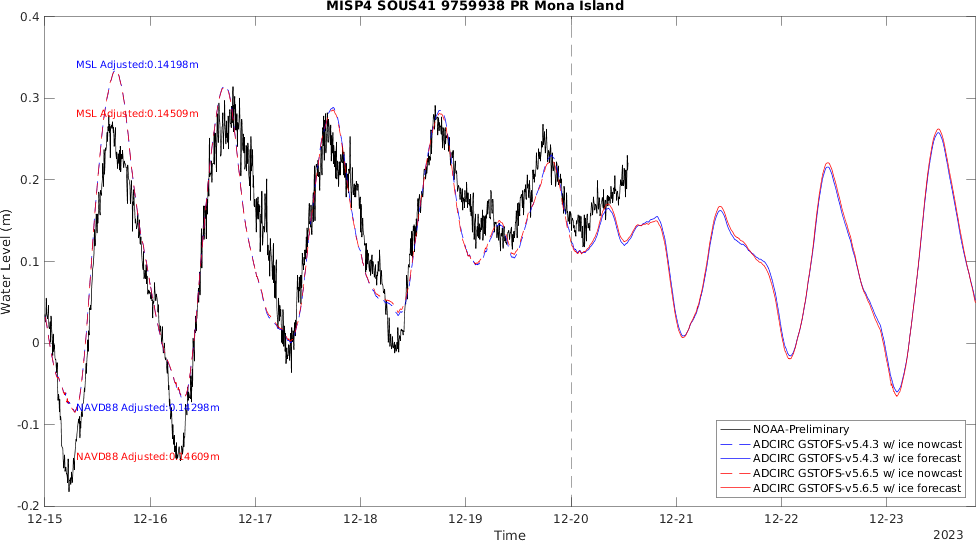 MISP4 SOUS41 9759938 PR Mona Island
0.4
0.3
0.2
0.1
0
-0.1
-0.2
Water Level (m)
MSL Adjusted:0.14198m
MSL Adjusted:0.14509m
NAVD88 Adjusted:0.14298m
NAVD88 Adjusted:0.14609m
NOAA-Preliminary
ADCIRC GSTOFS-v5.4.3 w/ ice nowcast
ADCIRC GSTOFS-v5.4.3 w/ ice forecast
ADCIRC GSTOFS-v5.6.5 w/ ice nowcast
ADCIRC GSTOFS-v5.6.5 w/ ice forecast
12-15 12-16 12-17 12-18 12-19 12-20 12-21 12-22 12-23
Time
2023